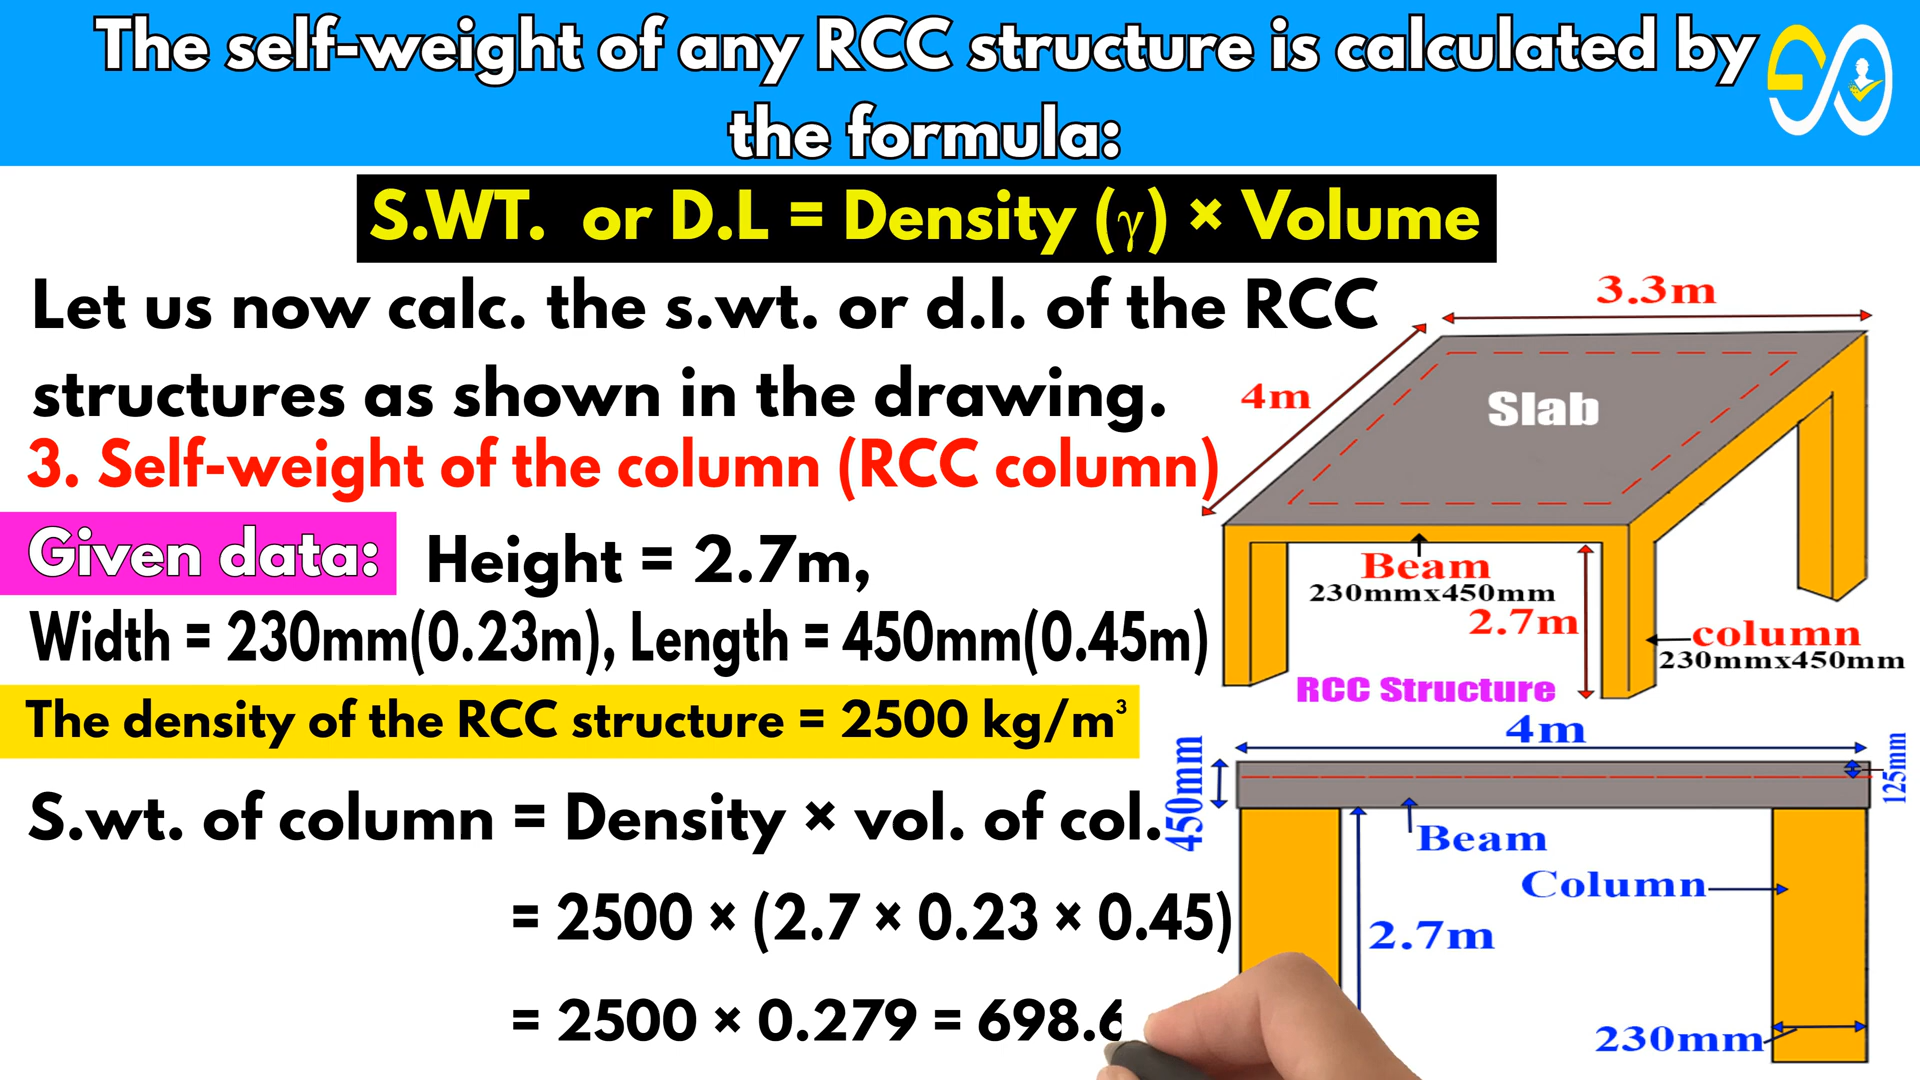 The self-weight of any RCC structure is calculated by
the formula:
S.WT. or D.L = Density (γ) × Volume
Let us now calc. the s.wt. or d.l. of the RCC
structures as shown in the drawing.
3. Self-weight of the column (RCC column)
Given data: Height = 2.7m,
Width = 230mm(0.23m), Length = 450mm(0.45m)
The density of the RCC structure = 2500 kg/m³
S.wt. of column = Density × vol. of col.
= 2500 × (2.7 × 0.23 × 0.45)
= 2500 × 0.279 = 698.6
3.3m
4m
Slab
Beam
230mmx450mm
2.7m
column
230mmx450mm
RCC Structure
4m
450mm
125mm
Beam
Column
2.7m
230mm